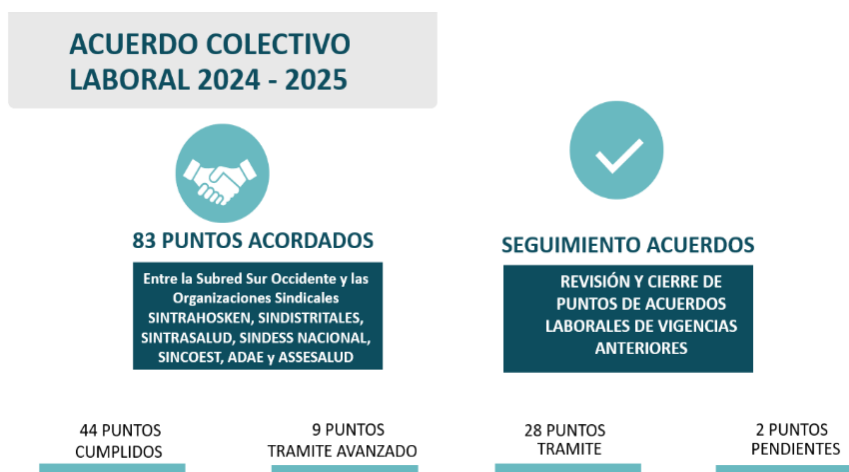 ACUERDO COLECTIVO
LABORAL 2024 - 2025
83 PUNTOS ACORDADOS
Entre la Subred Sur Occidente y las
Organizaciones Sindicales
SINTRAHOSKEN, SINDISTRITALES,
SINTRASALUD, SINDESS NACIONAL,
SINCOEST, ADAE y ASSESALUD
SEGUIMIENTO ACUERDOS
REVISIÓN Y CIERRE DE
PUNTOS DE ACUERDOS
LABORALES DE VIGENCIAS
ANTERIORES
44 PUNTOS
CUMPLIDOS
9 PUNTOS
TRAMITE AVANZADO
28 PUNTOS
TRAMITE
2 PUNTOS
PENDIENTES